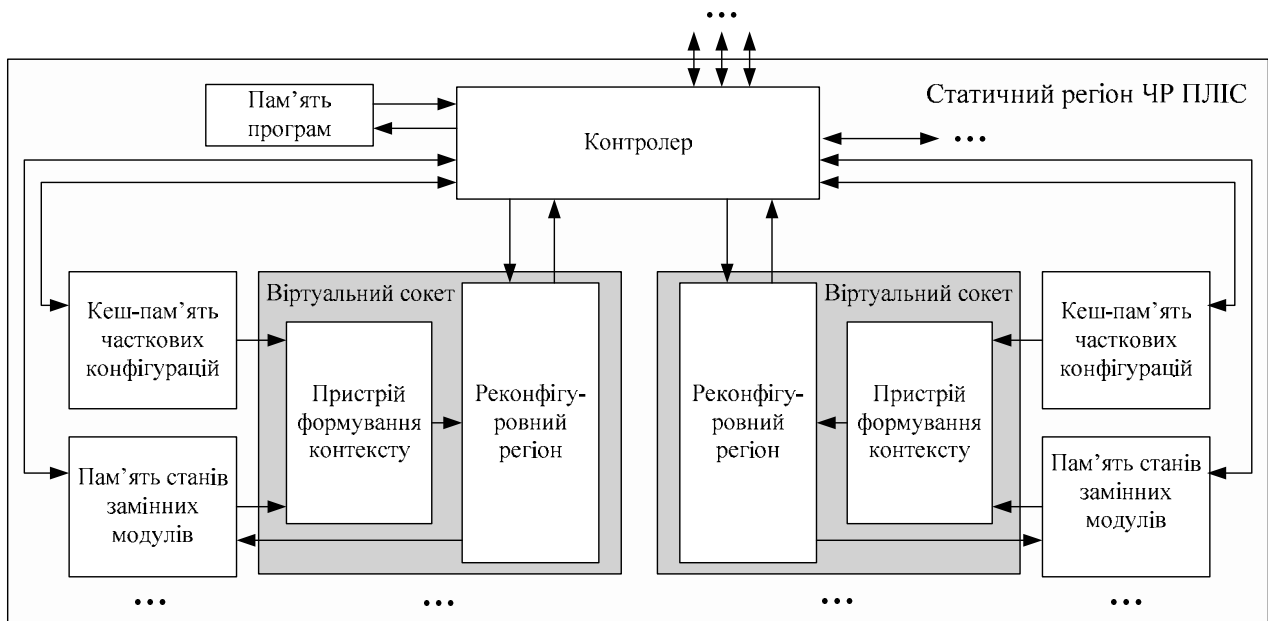 ...
Статичний регіон ЧР ПЛІС
Пам’ять
програм
Контролер
...
Кеш-пам’ять
часткових
конфігурацій
Віртуальний сокет
Пристрій
формування
контексту
Реконфігу-
ровний
регіон
Пам’ять станів
замінних
модулів
Віртуальний сокет
Реконфігу-
ровний
регіон
Пристрій
формування
контексту
Кеш-пам’ять
часткових
конфігурацій
Пам’ять станів
замінних
модулів
...
...
...
...